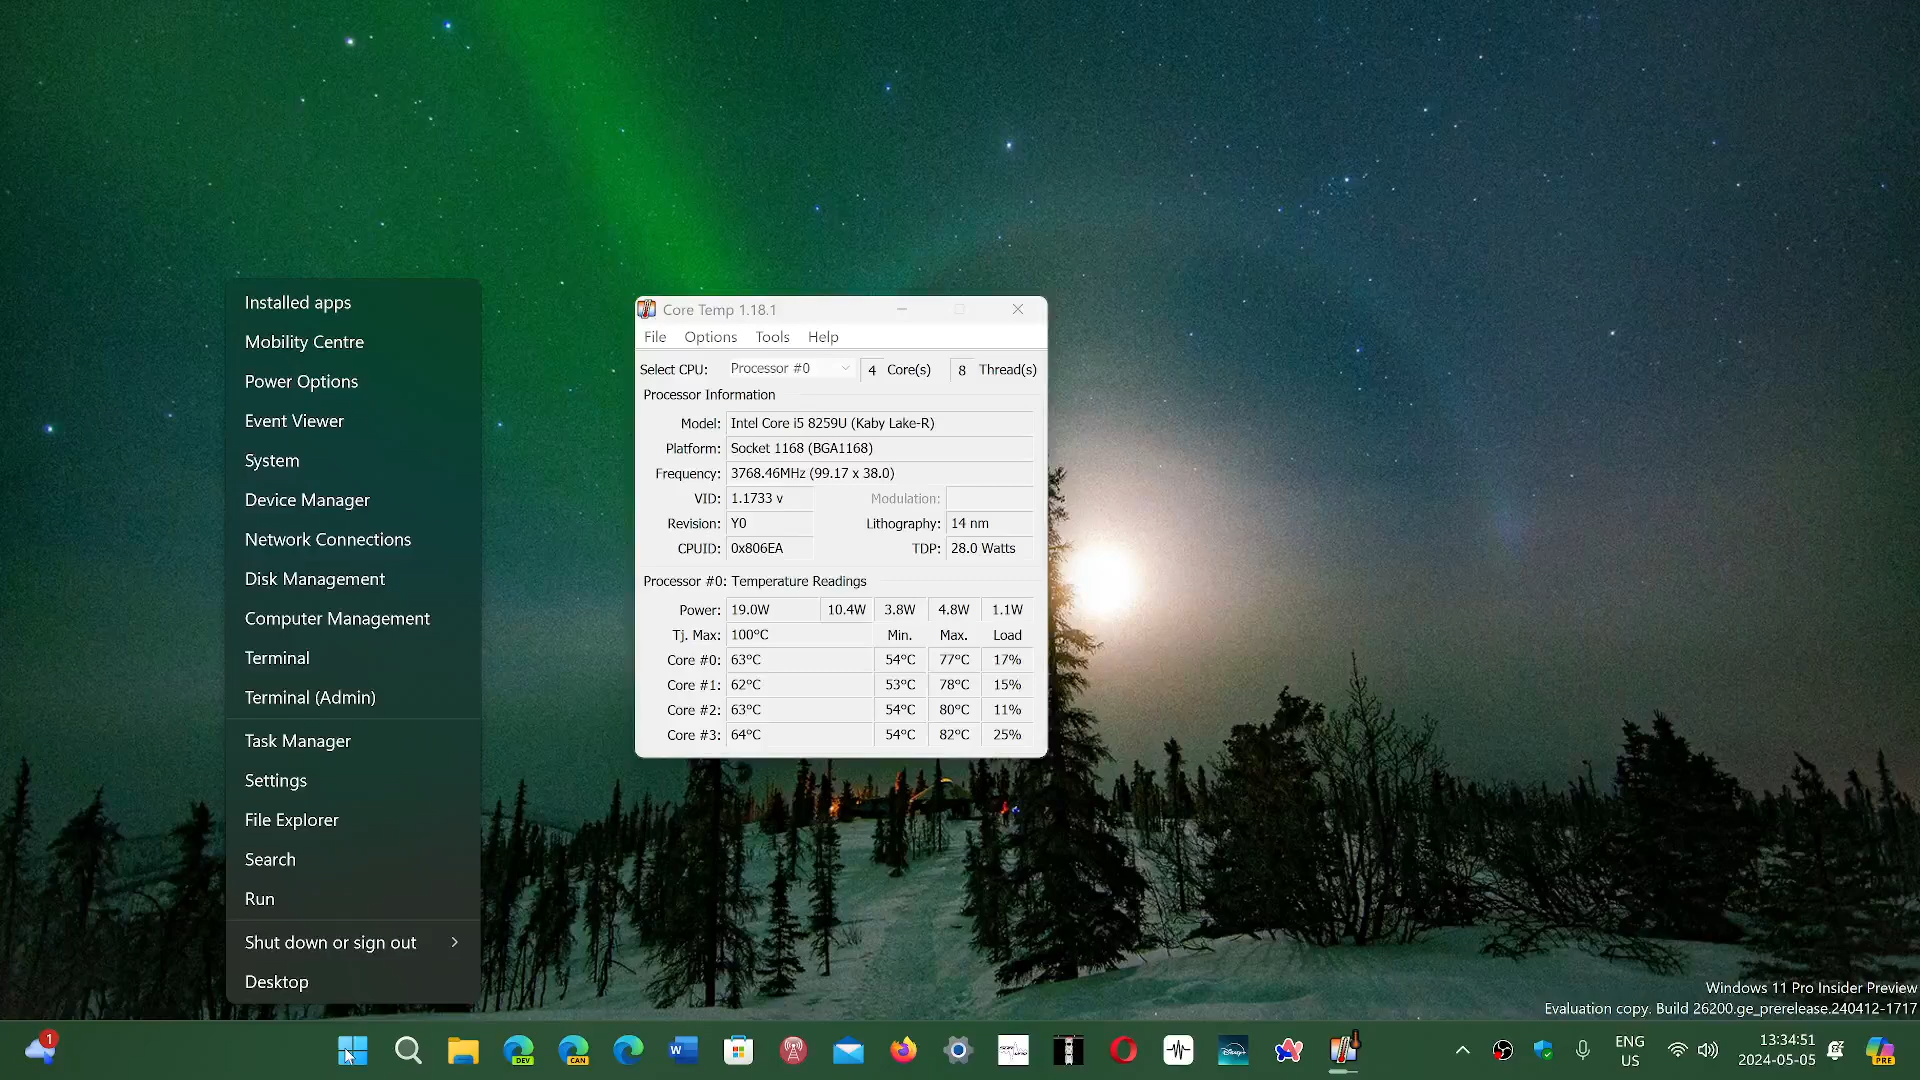 Installed apps
Mobility Centre
Power Options
Event Viewer
System
Device Manager
Network Connections
Disk Management
Computer Management
Terminal
Terminal (Admin)
Task Manager
Settings
File Explorer
Search
Run
Shut down or sign out
Desktop
Core Temp 1.18.1
File Options Tools Help
Select CPU: Processor #0 4 Core(s) 8 Thread(s)
Processor Information
Model: Intel Core i5 8259U (Kaby Lake-R)
Platform: Socket 1168 (BGA1168)
Frequency: 3768.46MHz (99.17 x 38.0)
VID: 1.1733 v Modulation:
Revision: Y0 Lithography: 14 nm
CPUID: 0x806EA TDP: 28.0 Watts
Processor #0: Temperature Readings
Power: 19.0W 10.4W 3.8W 4.8W 1.1W
Tj. Max: 100°C Min. Max. Load
Core #0: 63°C 54°C 77°C 17%
Core #1: 62°C 53°C 78°C 15%
Core #2: 63°C 54°C 80°C 11%
Core #3: 64°C 54°C 82°C 25%
Windows 11 Pro Insider Preview
Evaluation copy. Build 26200.ge_prerelease.240412-1717
1
DEV
CAN
W
Disney+
ENG
US
13:34:51
2024-05-05
PRE